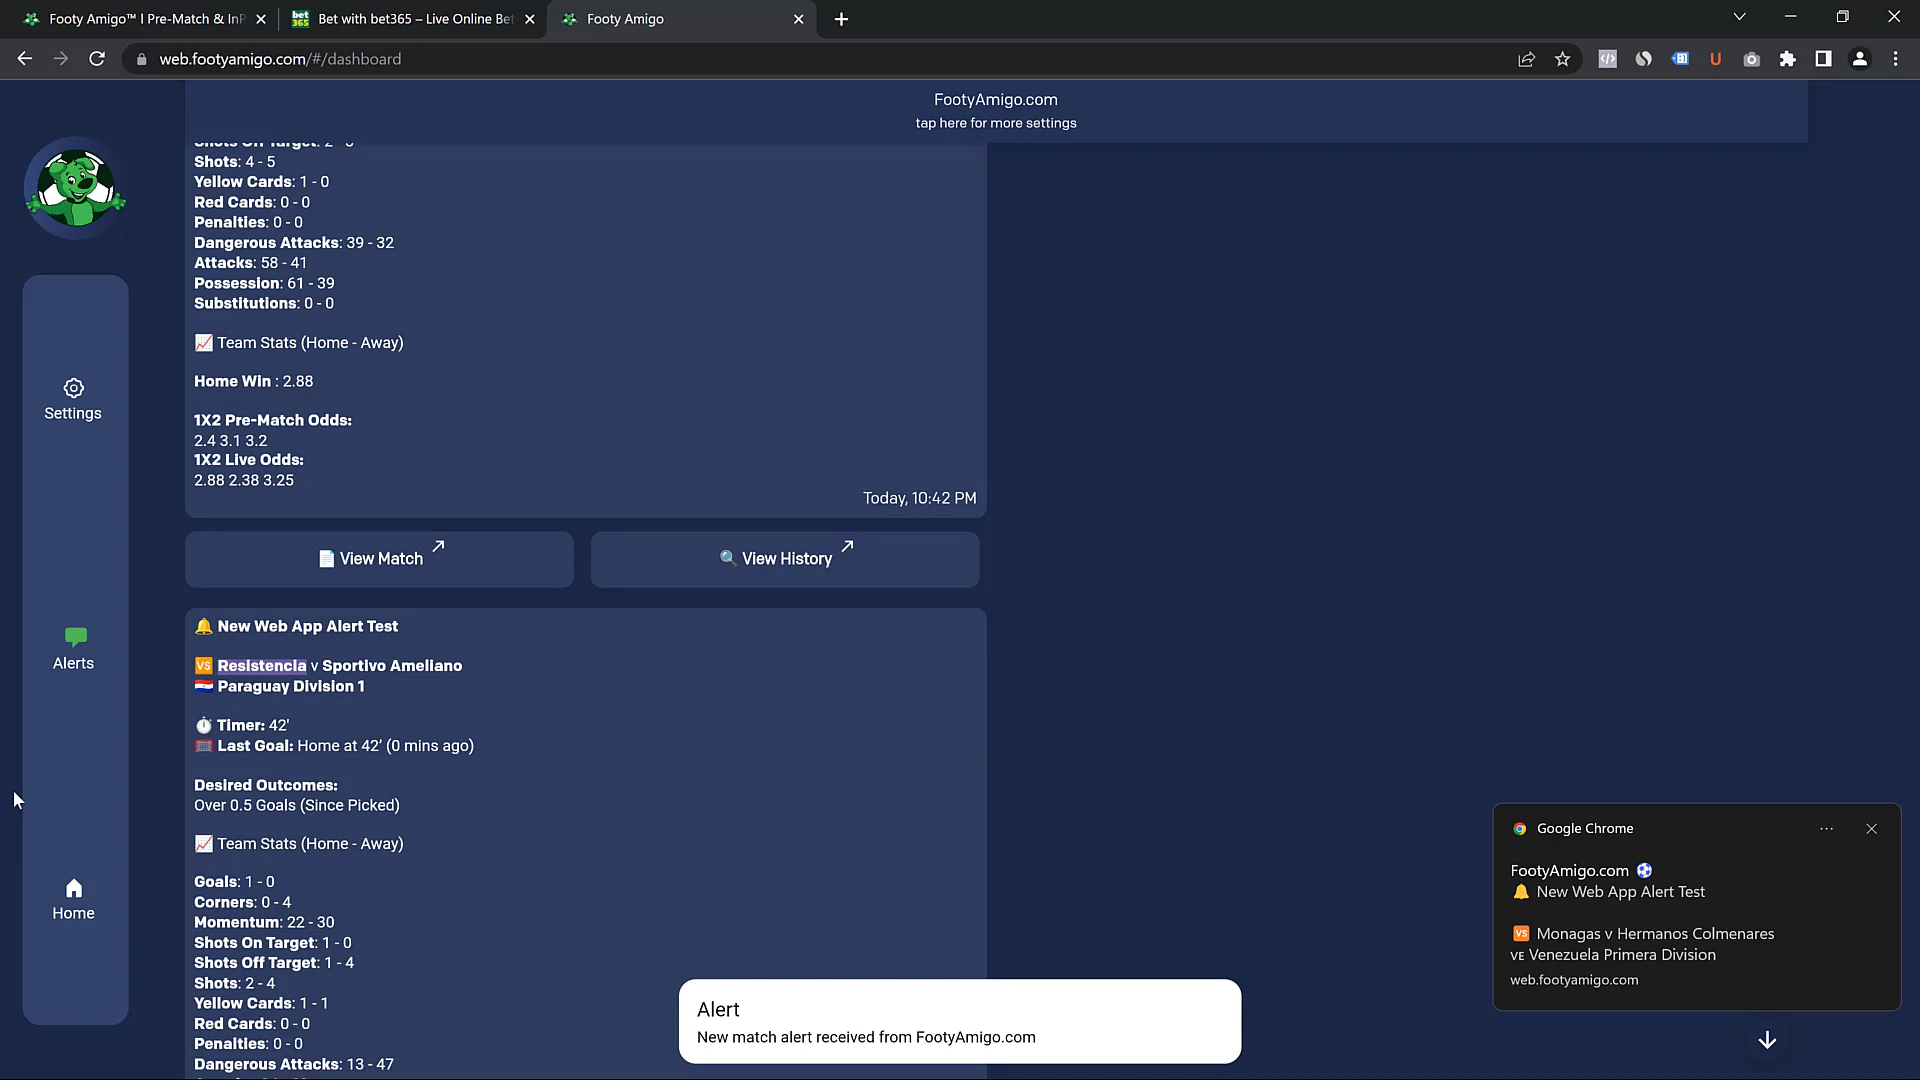 Footy Amigo™ | Pre-Match & InP
Bet with bet365 – Live Online Bet
Footy Amigo
web.footyamigo.com/#/dashboard
FootyAmigo.com
tap here for more settings
Shots Off Target: 2 - 3
Shots: 4 - 5
Yellow Cards: 1 - 0
Red Cards: 0 - 0
Penalties: 0 - 0
Dangerous Attacks: 39 - 32
Attacks: 58 - 41
Possession: 61 - 39
Substitutions: 0 - 0
Team Stats (Home - Away)
Home Win : 2.88
1X2 Pre-Match Odds:
2.4 3.1 3.2
1X2 Live Odds:
2.88 2.38 3.25
Today, 10:42 PM
View Match
View History
Settings
Alerts
Home
New Web App Alert Test
VS Resistencia v Sportivo Ameliano
Paraguay Division 1
Timer: 42'
Last Goal: Home at 42' (0 mins ago)
Desired Outcomes:
Over 0.5 Goals (Since Picked)
Team Stats (Home - Away)
Goals: 1 - 0
Corners: 0 - 4
Momentum: 22 - 30
Shots On Target: 1 - 0
Shots Off Target: 1 - 4
Shots: 2 - 4
Yellow Cards: 1 - 1
Red Cards: 0 - 0
Penalties: 0 - 0
Dangerous Attacks: 13 - 47
Alert
New match alert received from FootyAmigo.com
Google Chrome
FootyAmigo.com
New Web App Alert Test
VS Monagas v Hermanos Colmenares
VE Venezuela Primera Division
web.footyamigo.com